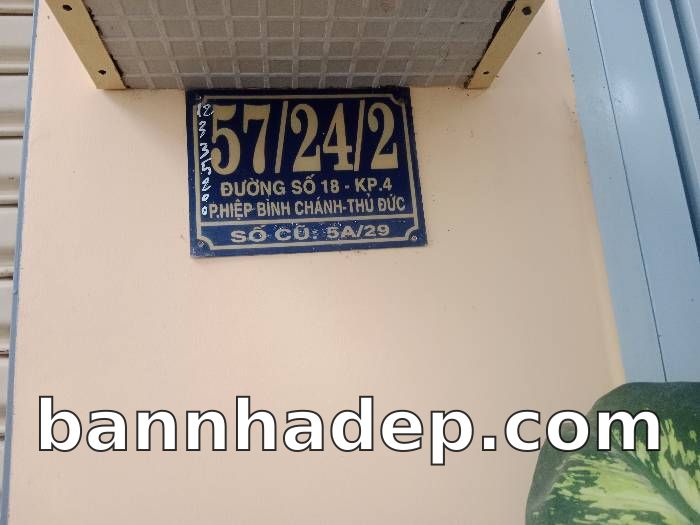 57/24/2
ĐƯỜNG SỐ 18 - KP.4
P.HIỆP BÌNH CHÁNH-THỦ ĐỨC
SỐ CŨ: 5A/29
bannhadep.com